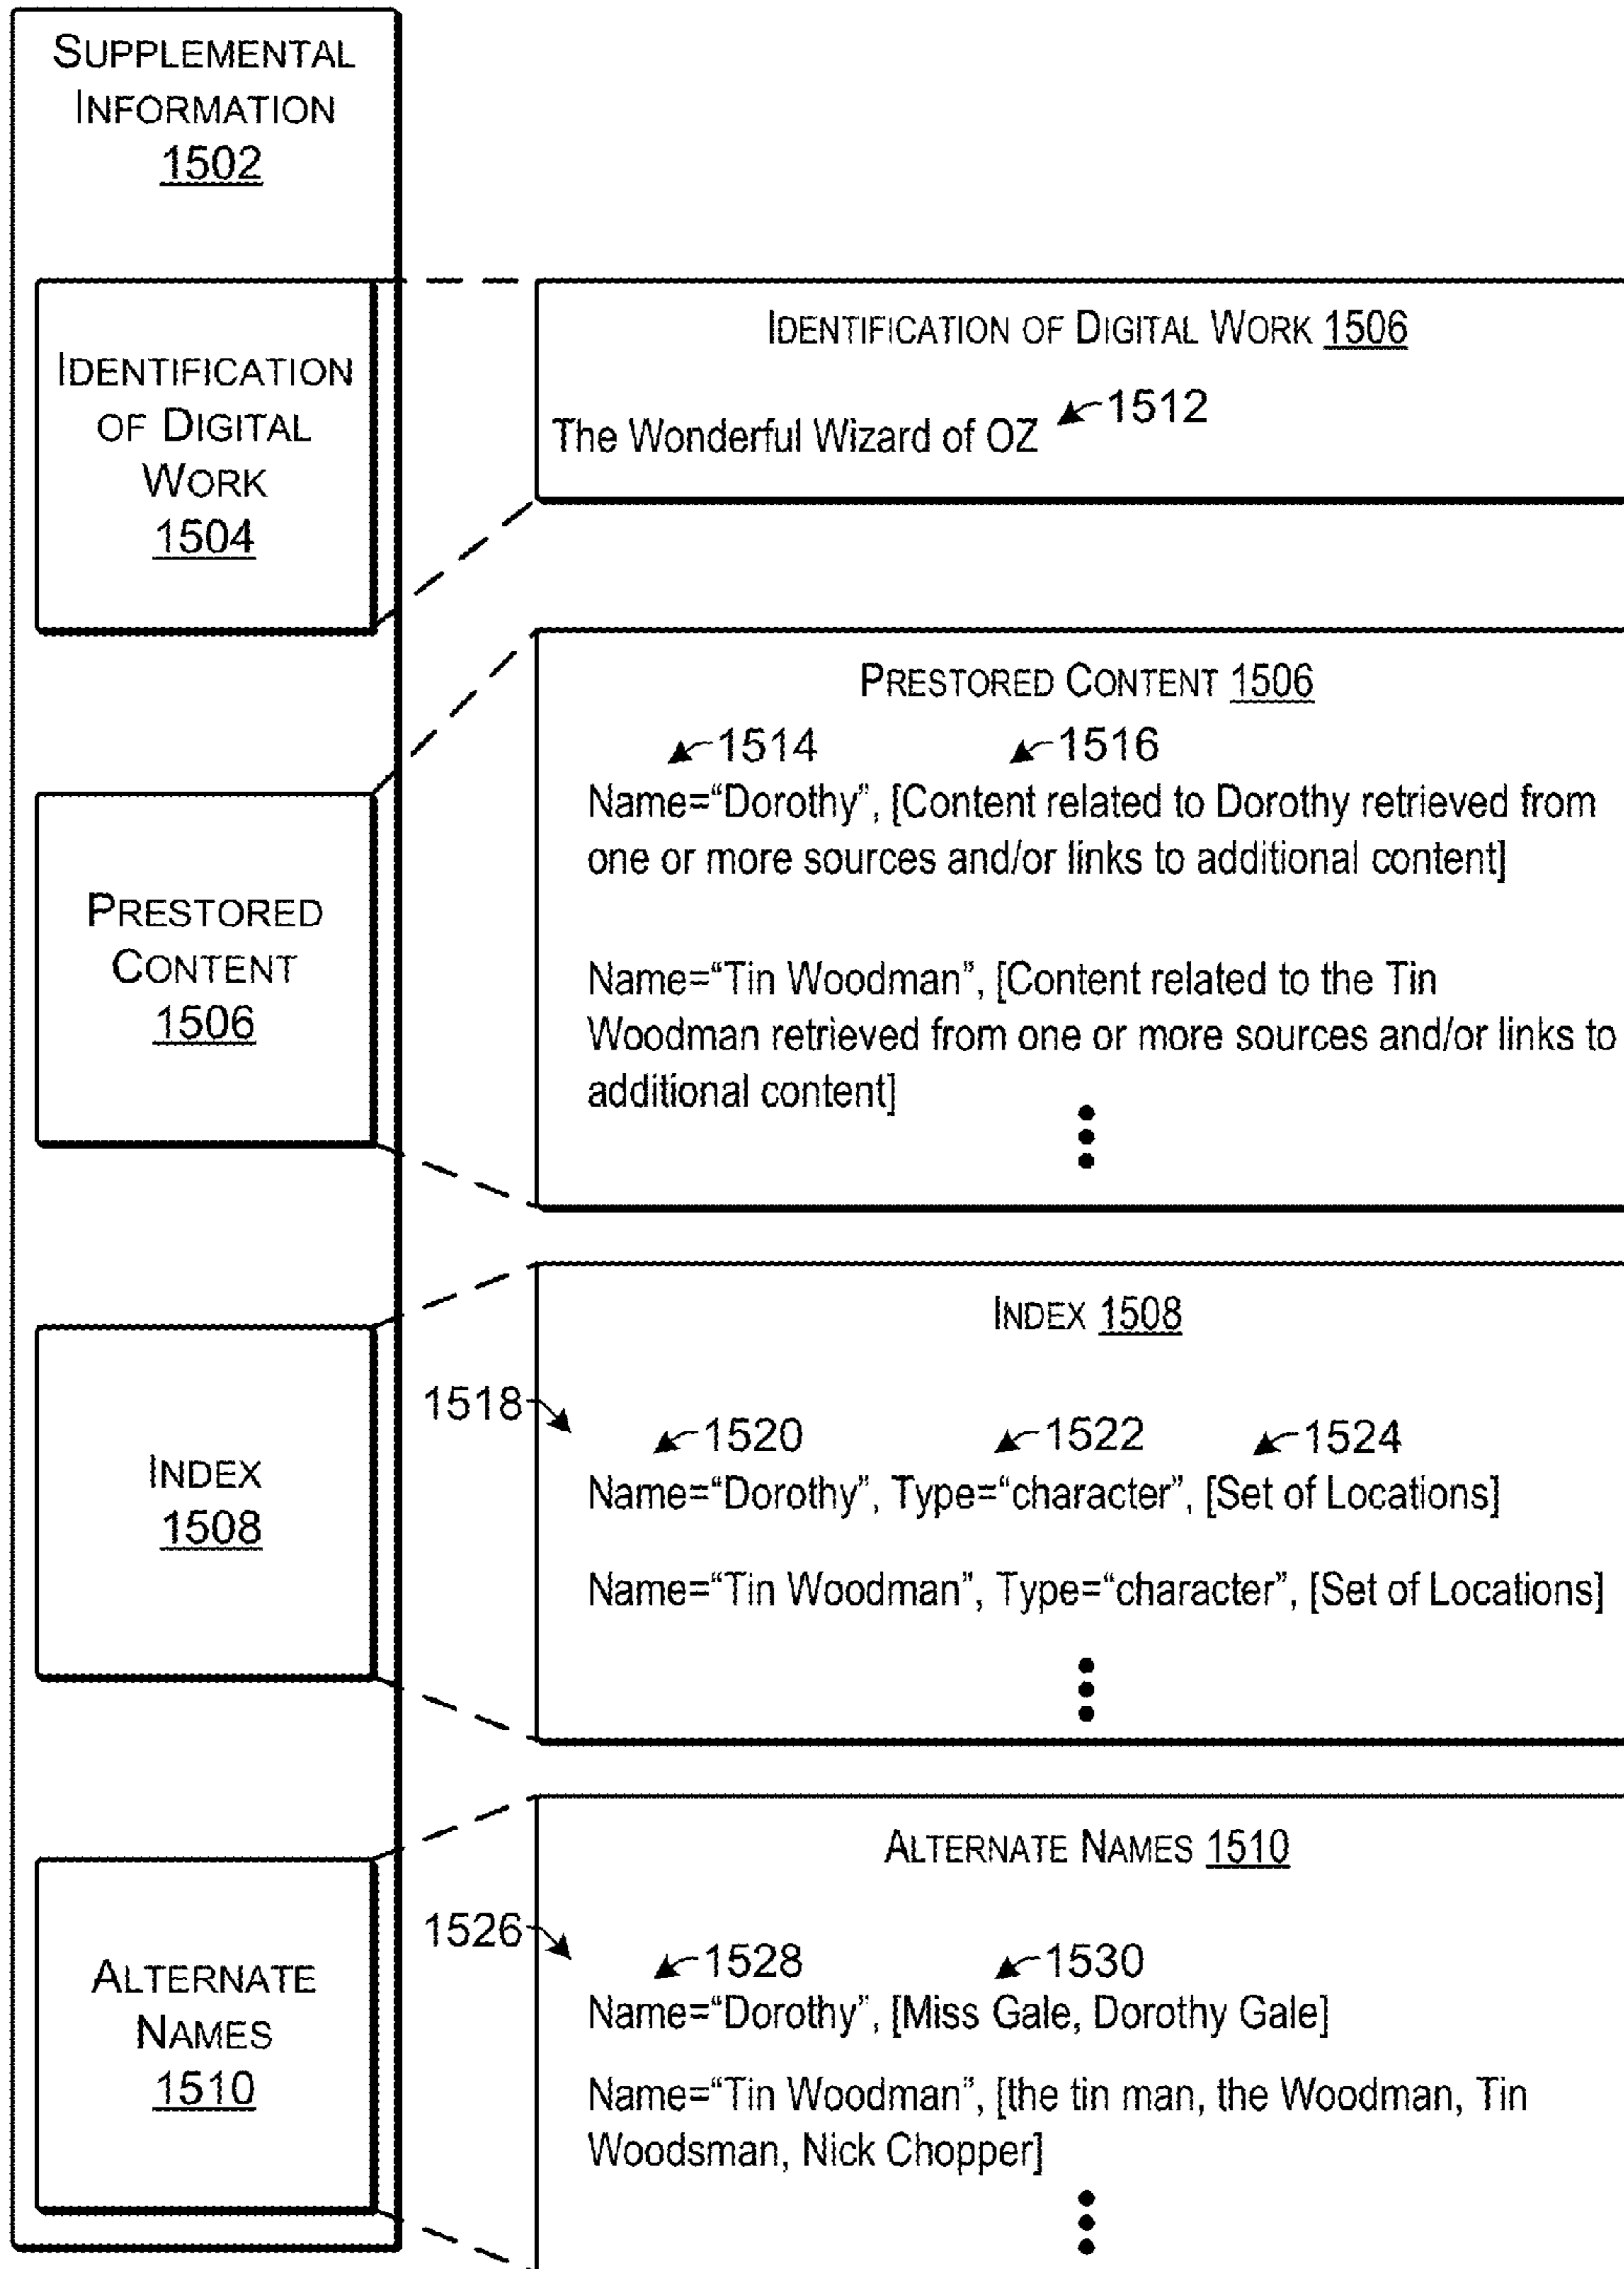 SUPPLEMENTAL
INFORMATION
1502
IDENTIFICATION
OF DIGITAL
WORK
1504
IDENTIFICATION OF DIGITAL WORK 1506
1512
The Wonderful Wizard of OZ
PRESTORED
CONTENT
1506
PRESTORED CONTENT 1506
1514 1516
Name="Dorothy", [Content related to Dorothy retrieved from
one or more sources and/or links to additional content]
Name="Tin Woodman", [Content related to the Tin
Woodman retrieved from one or more sources and/or links to
additional content]
INDEX
1508
INDEX 1508
1518
1520 1522 1524
Name="Dorothy", Type="character", [Set of Locations]
Name="Tin Woodman", Type="character", [Set of Locations]
ALTERNATE
NAMES
1510
ALTERNATE NAMES 1510
1526
1528 1530
Name="Dorothy", [Miss Gale, Dorothy Gale]
Name="Tin Woodman", [the tin man, the Woodman, Tin
Woodsman, Nick Chopper]